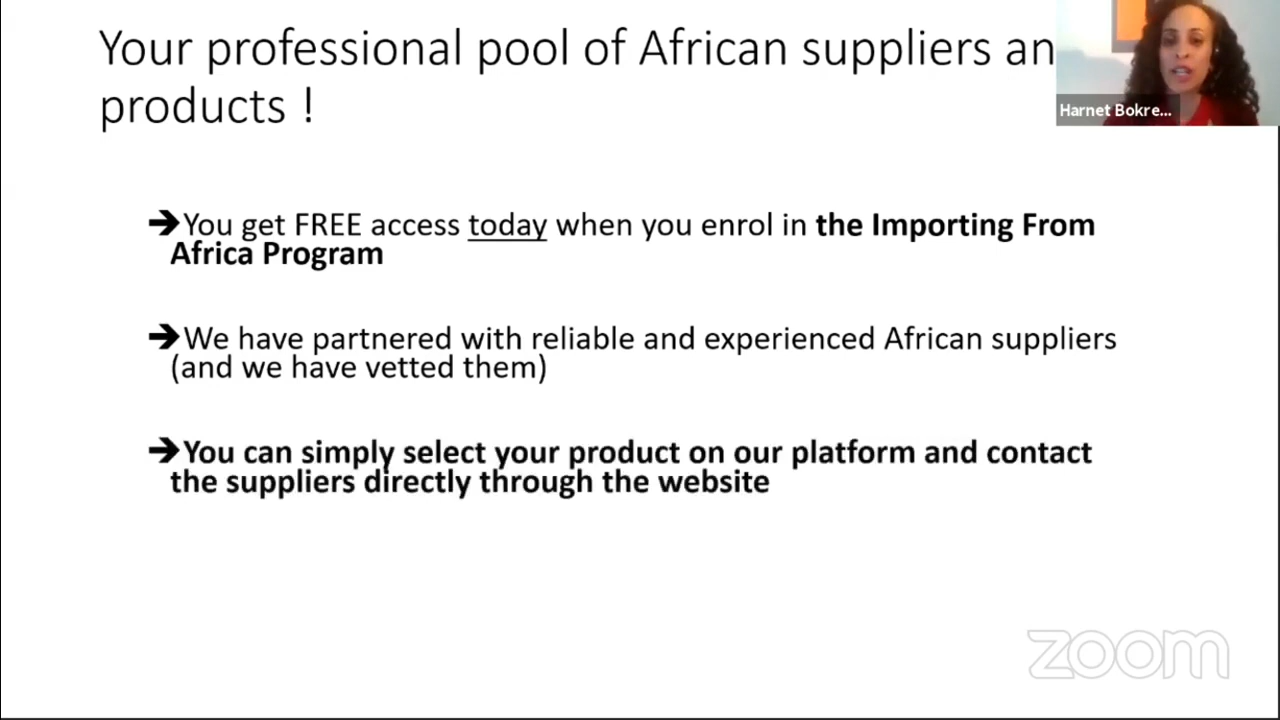 Your professional pool of African suppliers an
products !
Harnet Bokre...
➔You get FREE access today when you enrol in the Importing From
Africa Program
➔We have partnered with reliable and experienced African suppliers
(and we have vetted them)
➔You can simply select your product on our platform and contact
the suppliers directly through the website
zoom